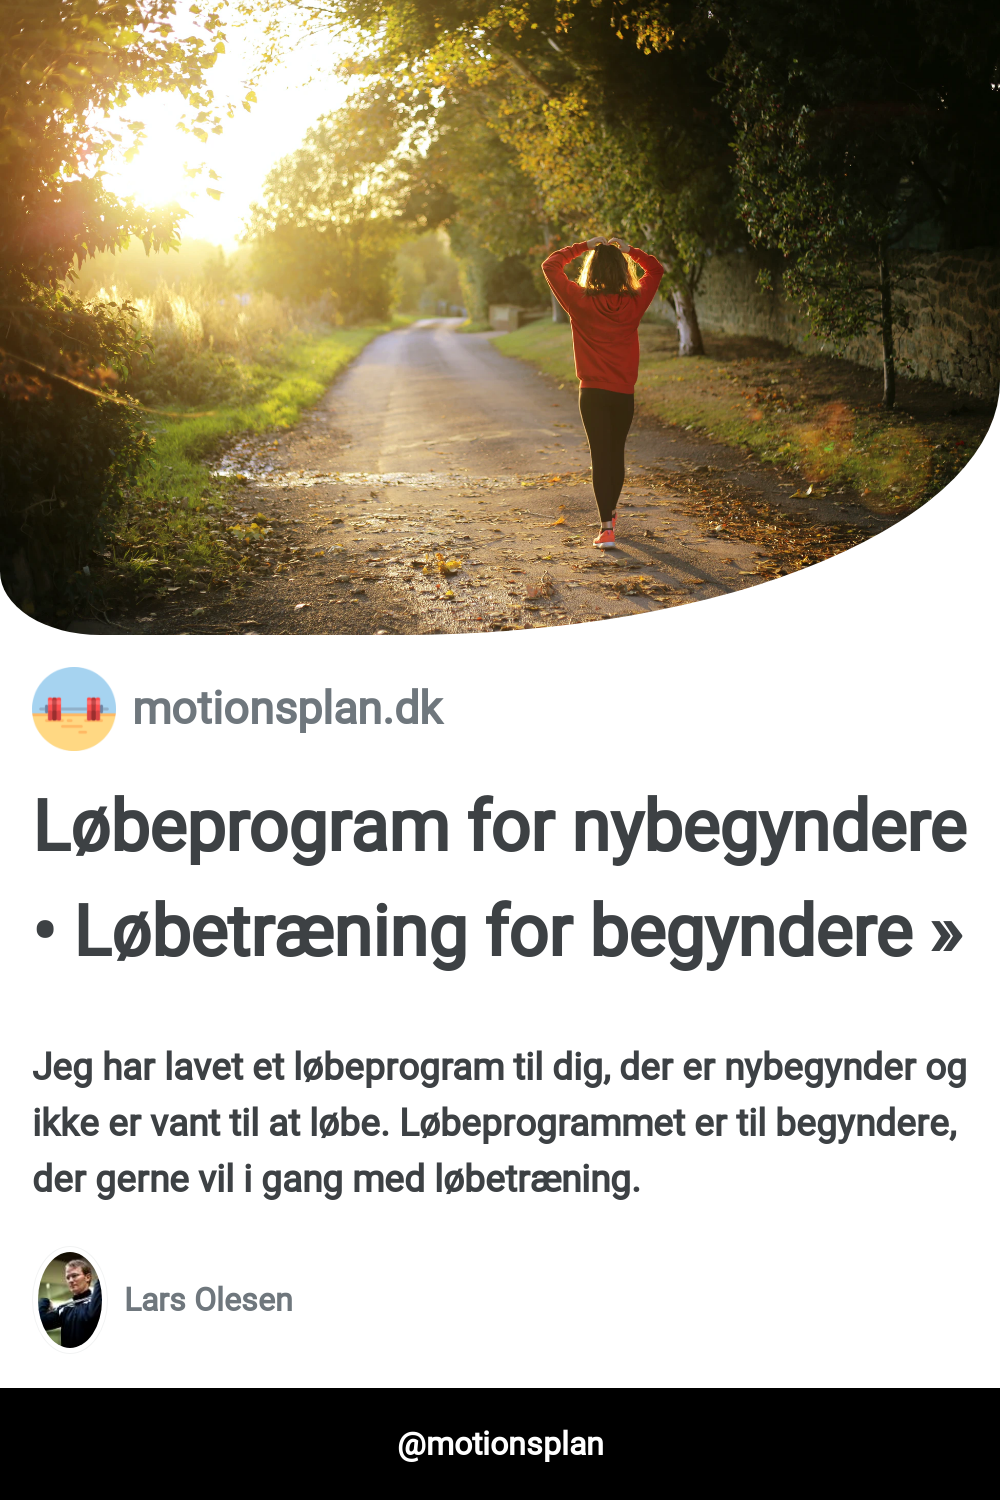 motionsplan.dk
Løbeprogram for nybegyndere
• Løbetræning for begyndere »
Jeg har lavet et løbeprogram til dig, der er nybegynder og
ikke er vant til at løbe. Løbeprogrammet er til begyndere,
der gerne vil i gang med løbetræning.
Lars Olesen
@motionsplan